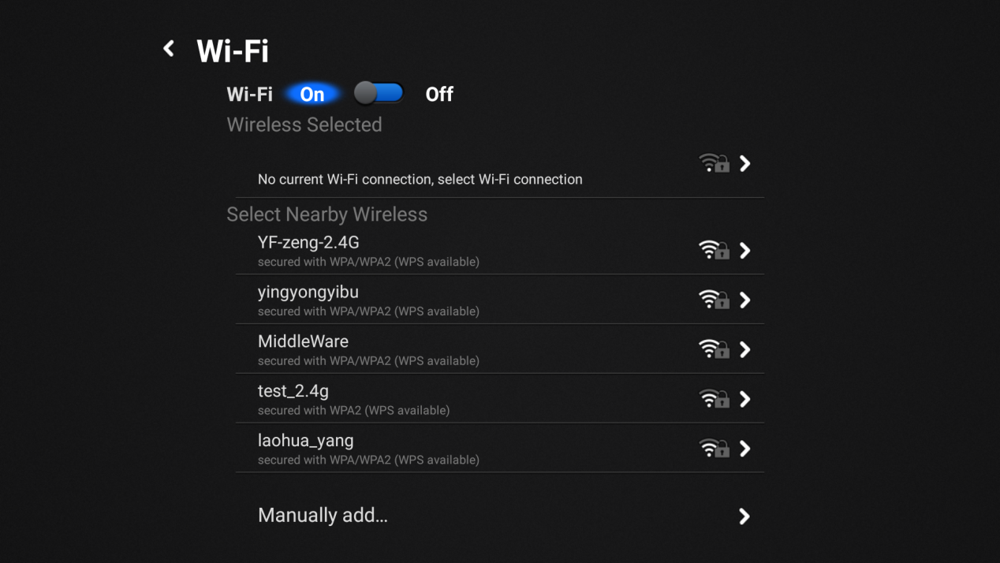 Wi-Fi
Wi-Fi On Off
Wireless Selected
No current Wi-Fi connection, select Wi-Fi connection
Select Nearby Wireless
YF-zeng-2.4G
secured with WPA/WPA2 (WPS available)
yingyongyibu
secured with WPA/WPA2 (WPS available)
MiddleWare
secured with WPA/WPA2 (WPS available)
test_2.4g
secured with WPA2 (WPS available)
laohua_yang
secured with WPA/WPA2 (WPS available)
Manually add...